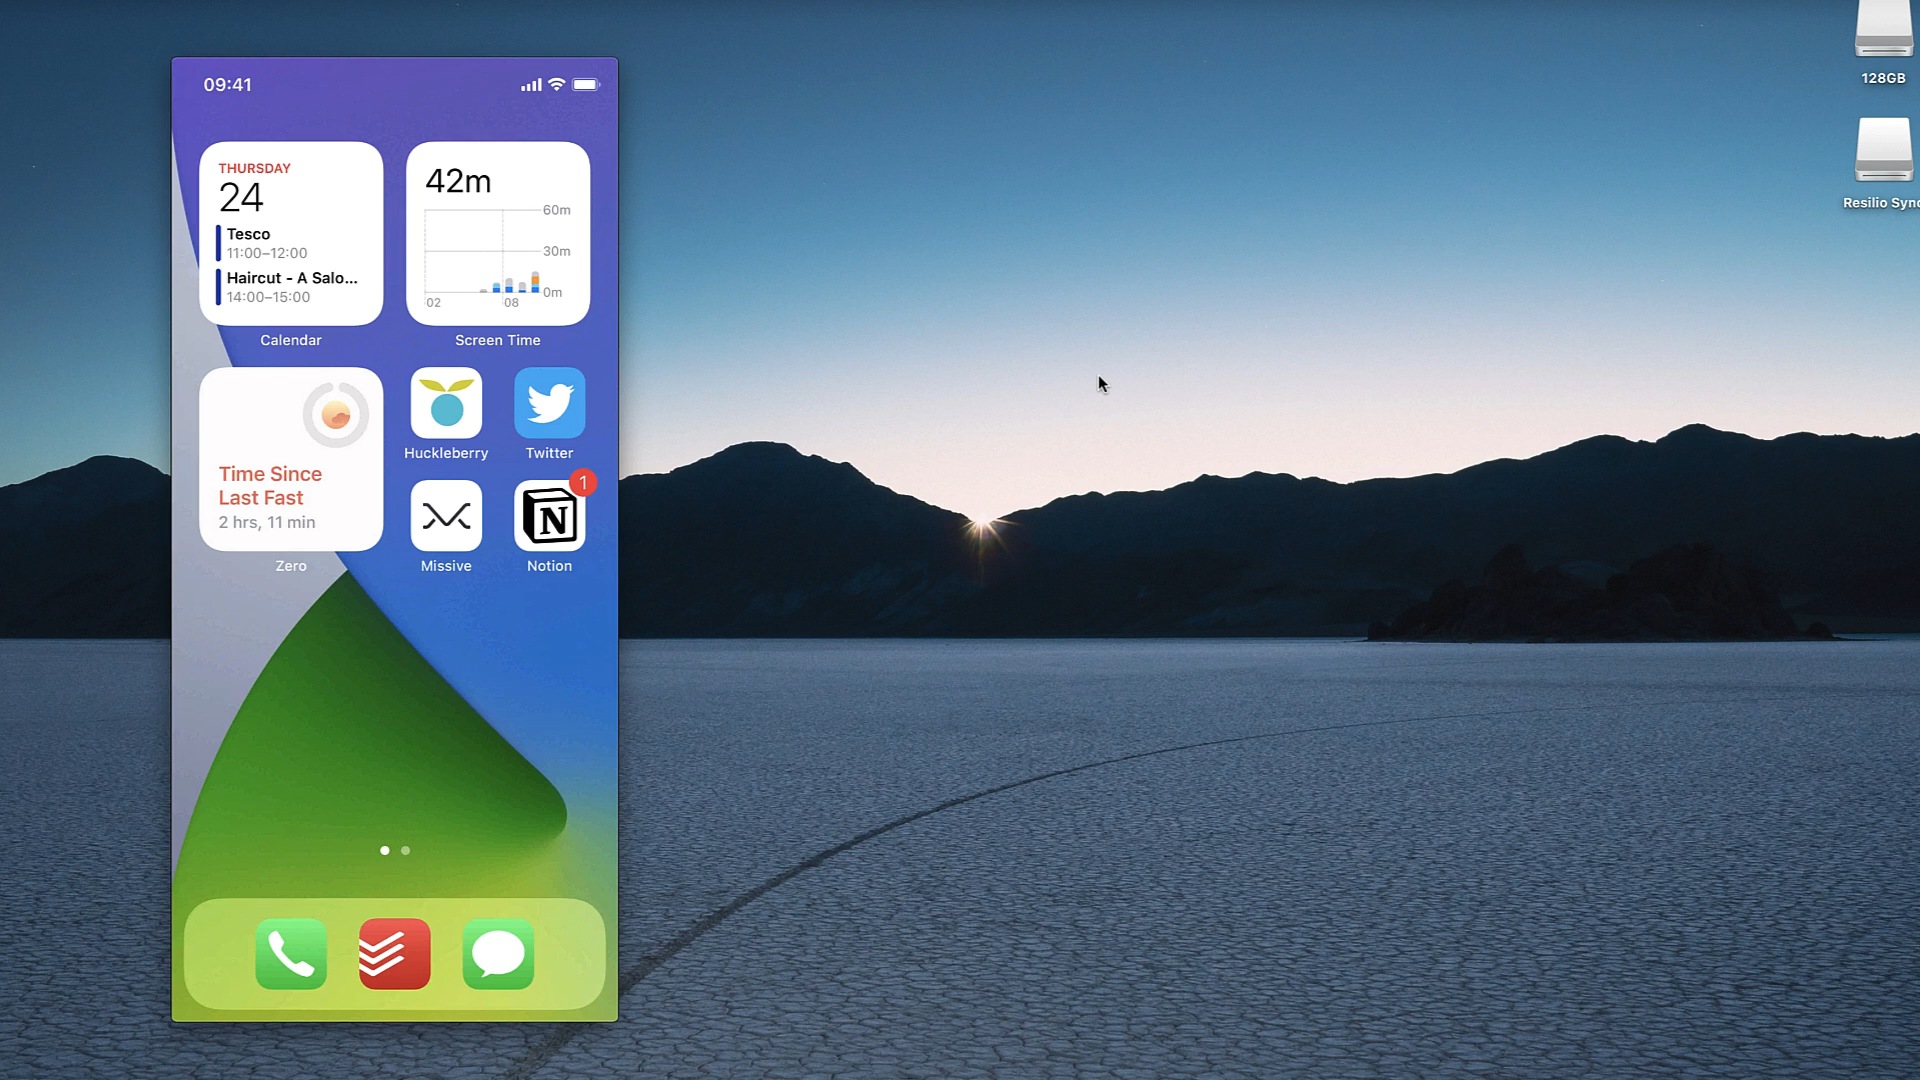 09:41
THURSDAY
24
Tesco
11:00–12:00
Haircut - A Salo...
14:00–15:00
Calendar
42m
60m
30m
0m
02
08
Screen Time
Time Since
Last Fast
2 hrs, 11 min
Zero
Huckleberry
Twitter
1
N
Missive
Notion
128GB
Resilio Sync